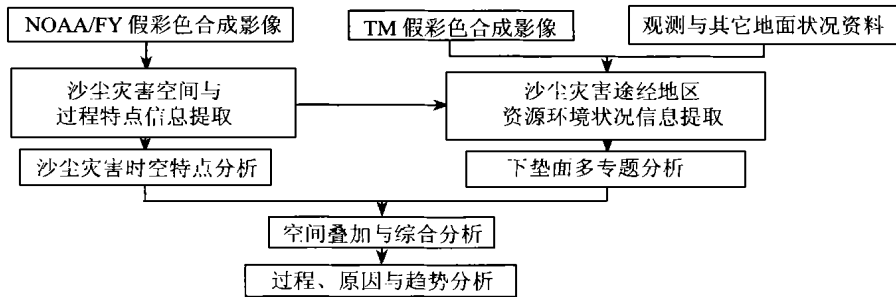 NOAA/FY 假彩色合成影像
TM 假彩色合成影像
观测与其它地面状况资料
沙尘灾害空间与
过程特点信息提取
沙尘灾害途经地区
资源环境状况信息提取
沙尘灾害时空特点分析
下垫面多专题分析
空间叠加与综合分析
过程、原因与趋势分析